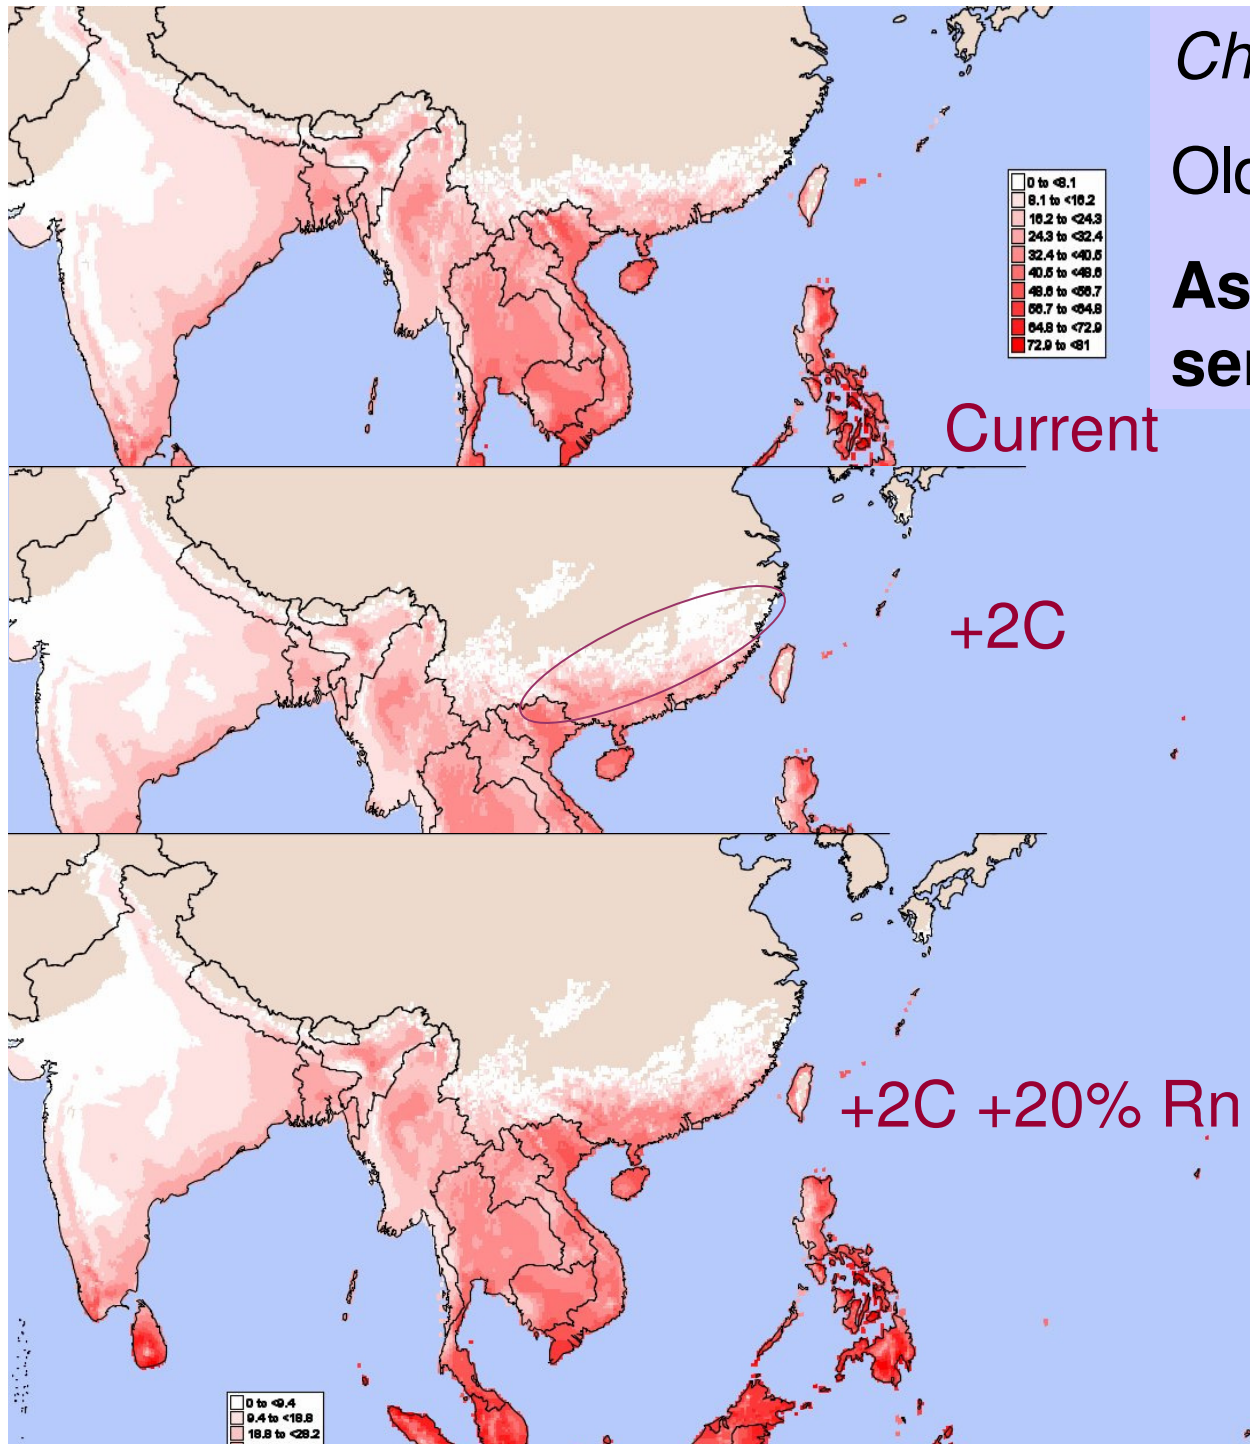 Ch
Old
As
ser
0 to <8.1
8.1 to <16.2
16.2 to <24.3
24.3 to <32.4
32.4 to <40.5
40.5 to <48.6
48.6 to <56.7
56.7 to <64.8
64.8 to <72.9
72.9 to <81
Current
+2C
+2C +20% Rn
0 to <9.4
9.4 to <18.8
18.8 to <28.2